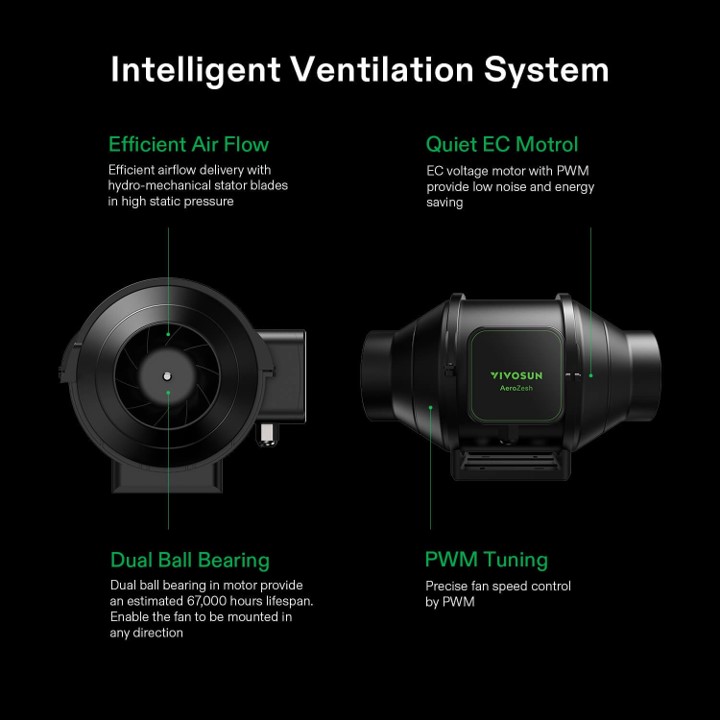 Intelligent Ventilation System
Efficient Air Flow
Efficient airflow delivery with
hydro-mechanical stator blades
in high static pressure
Quiet EC Motrol
EC voltage motor with PWM
provide low noise and energy
saving
VIVOSUN
AeroZesh
Dual Ball Bearing
Dual ball bearing in motor provide
an estimated 67,000 hours lifespan.
Enable the fan to be mounted in
any direction
PWM Tuning
Precise fan speed control
by PWM